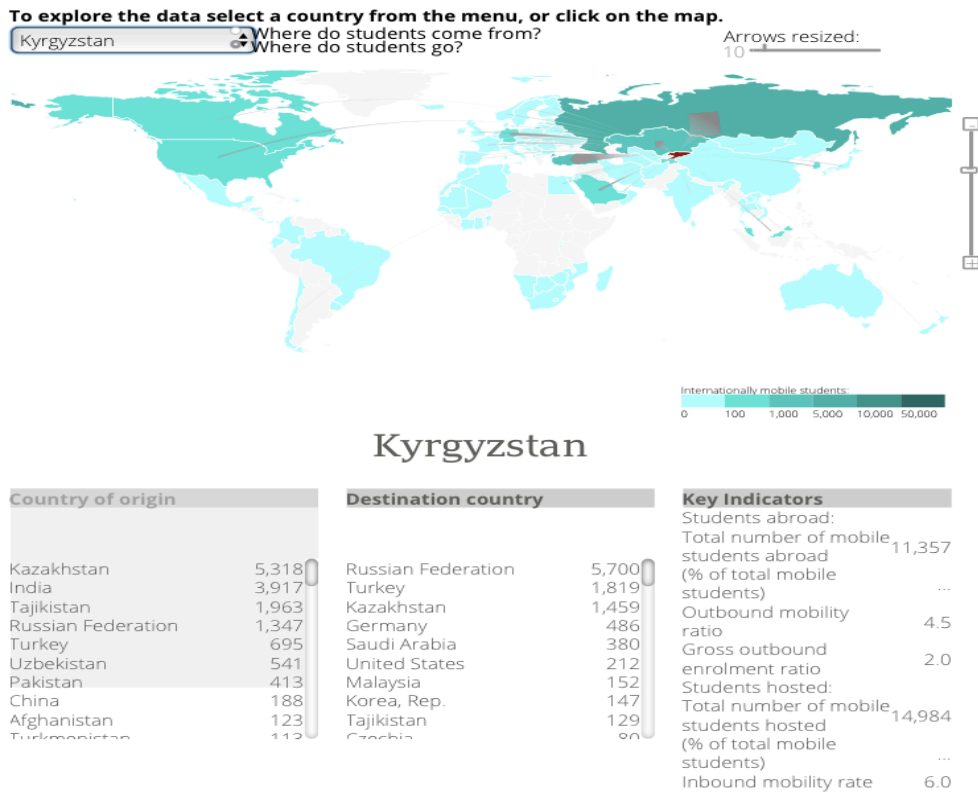 To explore the data select a country from the menu, or click on the map.
Kyrgyzstan
Where do students come from?
Where do students go?
Arrows resized:
10
Internationally mobile students:
0 100 1,000 5,000 10,000 50,000
Kyrgyzstan
Country of origin
Kazakhstan 5,318
India 3,917
Tajikistan 1,963
Russian Federation 1,347
Turkey 695
Uzbekistan 541
Pakistan 413
China 188
Afghanistan 123
Turkmenistan 113
Destination country
Russian Federation 5,700
Turkey 1,819
Kazakhstan 1,459
Germany 486
Saudi Arabia 380
United States 212
Malaysia 152
Korea, Rep. 147
Tajikistan 129
Czechia 80
Key Indicators
Students abroad:
Total number of mobile
students abroad 11,357
(% of total mobile
students) ...
Outbound mobility
ratio 4.5
Gross outbound
enrolment ratio 2.0
Students hosted:
Total number of mobile
students hosted 14,984
(% of total mobile
students) ...
Inbound mobility rate 6.0